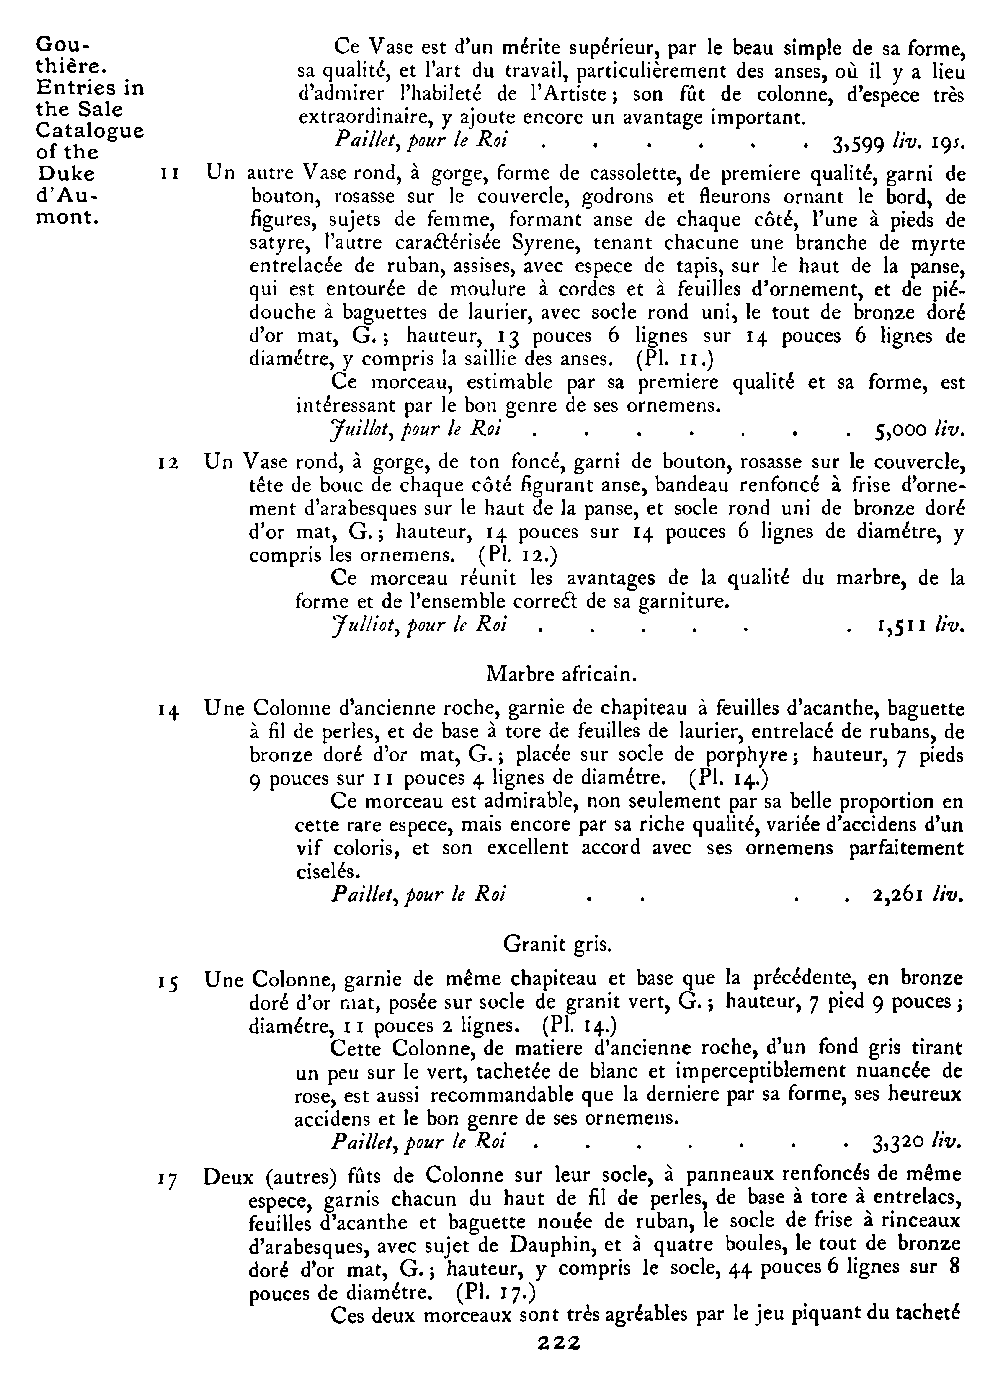 Gou-
thière.
Entries in
the Sale
Catalogue
of the
Duke
d'Au-
mont.
Ce Vase est d'un mérite supérieur, par le beau simple de sa forme,
sa qualité, et l'art du travail, particulièrement des anses, où il y a lieu
d'admirer l'habileté de l'Artiste; son fût de colonne, d'espece très
extraordinaire, y ajoute encore un avantage important.
Paillet, pour le Roi . . . . . . 3,599 liv. 19s.
11 Un autre Vase rond, à gorge, forme de cassolette, de premiere qualité, garni de
bouton, rosasse sur le couvercle, godrons et fleurons ornant le bord, de
figures, sujets de femme, formant anse de chaque côté, l'une à pieds de
satyre, l'autre caractérisée Syrene, tenant chacune une branche de myrte
entrelacée de ruban, assises, avec espece de tapis, sur le haut de la panse,
qui est entourée de moulure à cordes et à feuilles d'ornement, et de pié-
douche à baguettes de laurier, avec socle rond uni, le tout de bronze doré
d'or mat, G.; hauteur, 13 pouces 6 lignes sur 14 pouces 6 lignes de
diamétre, y compris la saillie des anses. (Pl. 11.)
Ce morceau, estimable par sa premiere qualité et sa forme, est
intéressant par le bon genre de ses ornemens.
Juillot, pour le Roi . . . . . . . 5,000 liv.
12 Un Vase rond, à gorge, de ton foncé, garni de bouton, rosasse sur le couvercle,
tête de bouc de chaque côté figurant anse, bandeau renfoncé à frise d'orne-
ment d'arabesques sur le haut de la panse, et socle rond uni de bronze doré
d'or mat, G.; hauteur, 14 pouces sur 14 pouces 6 lignes de diamétre, y
compris les ornemens. (Pl. 12.)
Ce morceau réunit les avantages de la qualité du marbre, de la
forme et de l'ensemble correct de sa garniture.
Julliot, pour le Roi . . . . . . 1,511 liv.
Marbre africain.
14 Une Colonne d'ancienne roche, garnie de chapiteau à feuilles d'acanthe, baguette
à fil de perles, et de base à tore de feuilles de laurier, entrelacé de rubans, de
bronze doré d'or mat, G.; placée sur socle de porphyre; hauteur, 7 pieds
9 pouces sur 11 pouces 4 lignes de diamétre. (Pl. 14.)
Ce morceau est admirable, non seulement par sa belle proportion en
cette rare espece, mais encore par sa riche qualité, variée d'accidens d'un
vif coloris, et son excellent accord avec ses ornemens parfaitement
ciselés.
Paillet, pour le Roi . . . . 2,261 liv.
Granit gris.
15 Une Colonne, garnie de même chapiteau et base que la précédente, en bronze
doré d'or mat, posée sur socle de granit vert, G.; hauteur, 7 pied 9 pouces;
diamétre, 11 pouces 2 lignes. (Pl. 14.)
Cette Colonne, de matiere d'ancienne roche, d'un fond gris tirant
un peu sur le vert, tachetée de blanc et imperceptiblement nuancée de
rose, est aussi recommandable que la derniere par sa forme, ses heureux
accidens et le bon genre de ses ornemens.
Paillet, pour le Roi . . . . . . . 3,320 liv.
17 Deux (autres) fûts de Colonne sur leur socle, à panneaux renfoncés de même
espece, garnis chacun du haut de fil de perles, de base à tore à entrelacs,
feuilles d'acanthe et baguette nouée de ruban, le socle de frise à rinceaux
d'arabesques, avec sujet de Dauphin, et à quatre boules, le tout de bronze
doré d'or mat, G.; hauteur, y compris le socle, 44 pouces 6 lignes sur 8
pouces de diamétre. (Pl. 17.)
Ces deux morceaux sont très agréables par le jeu piquant du tacheté
222